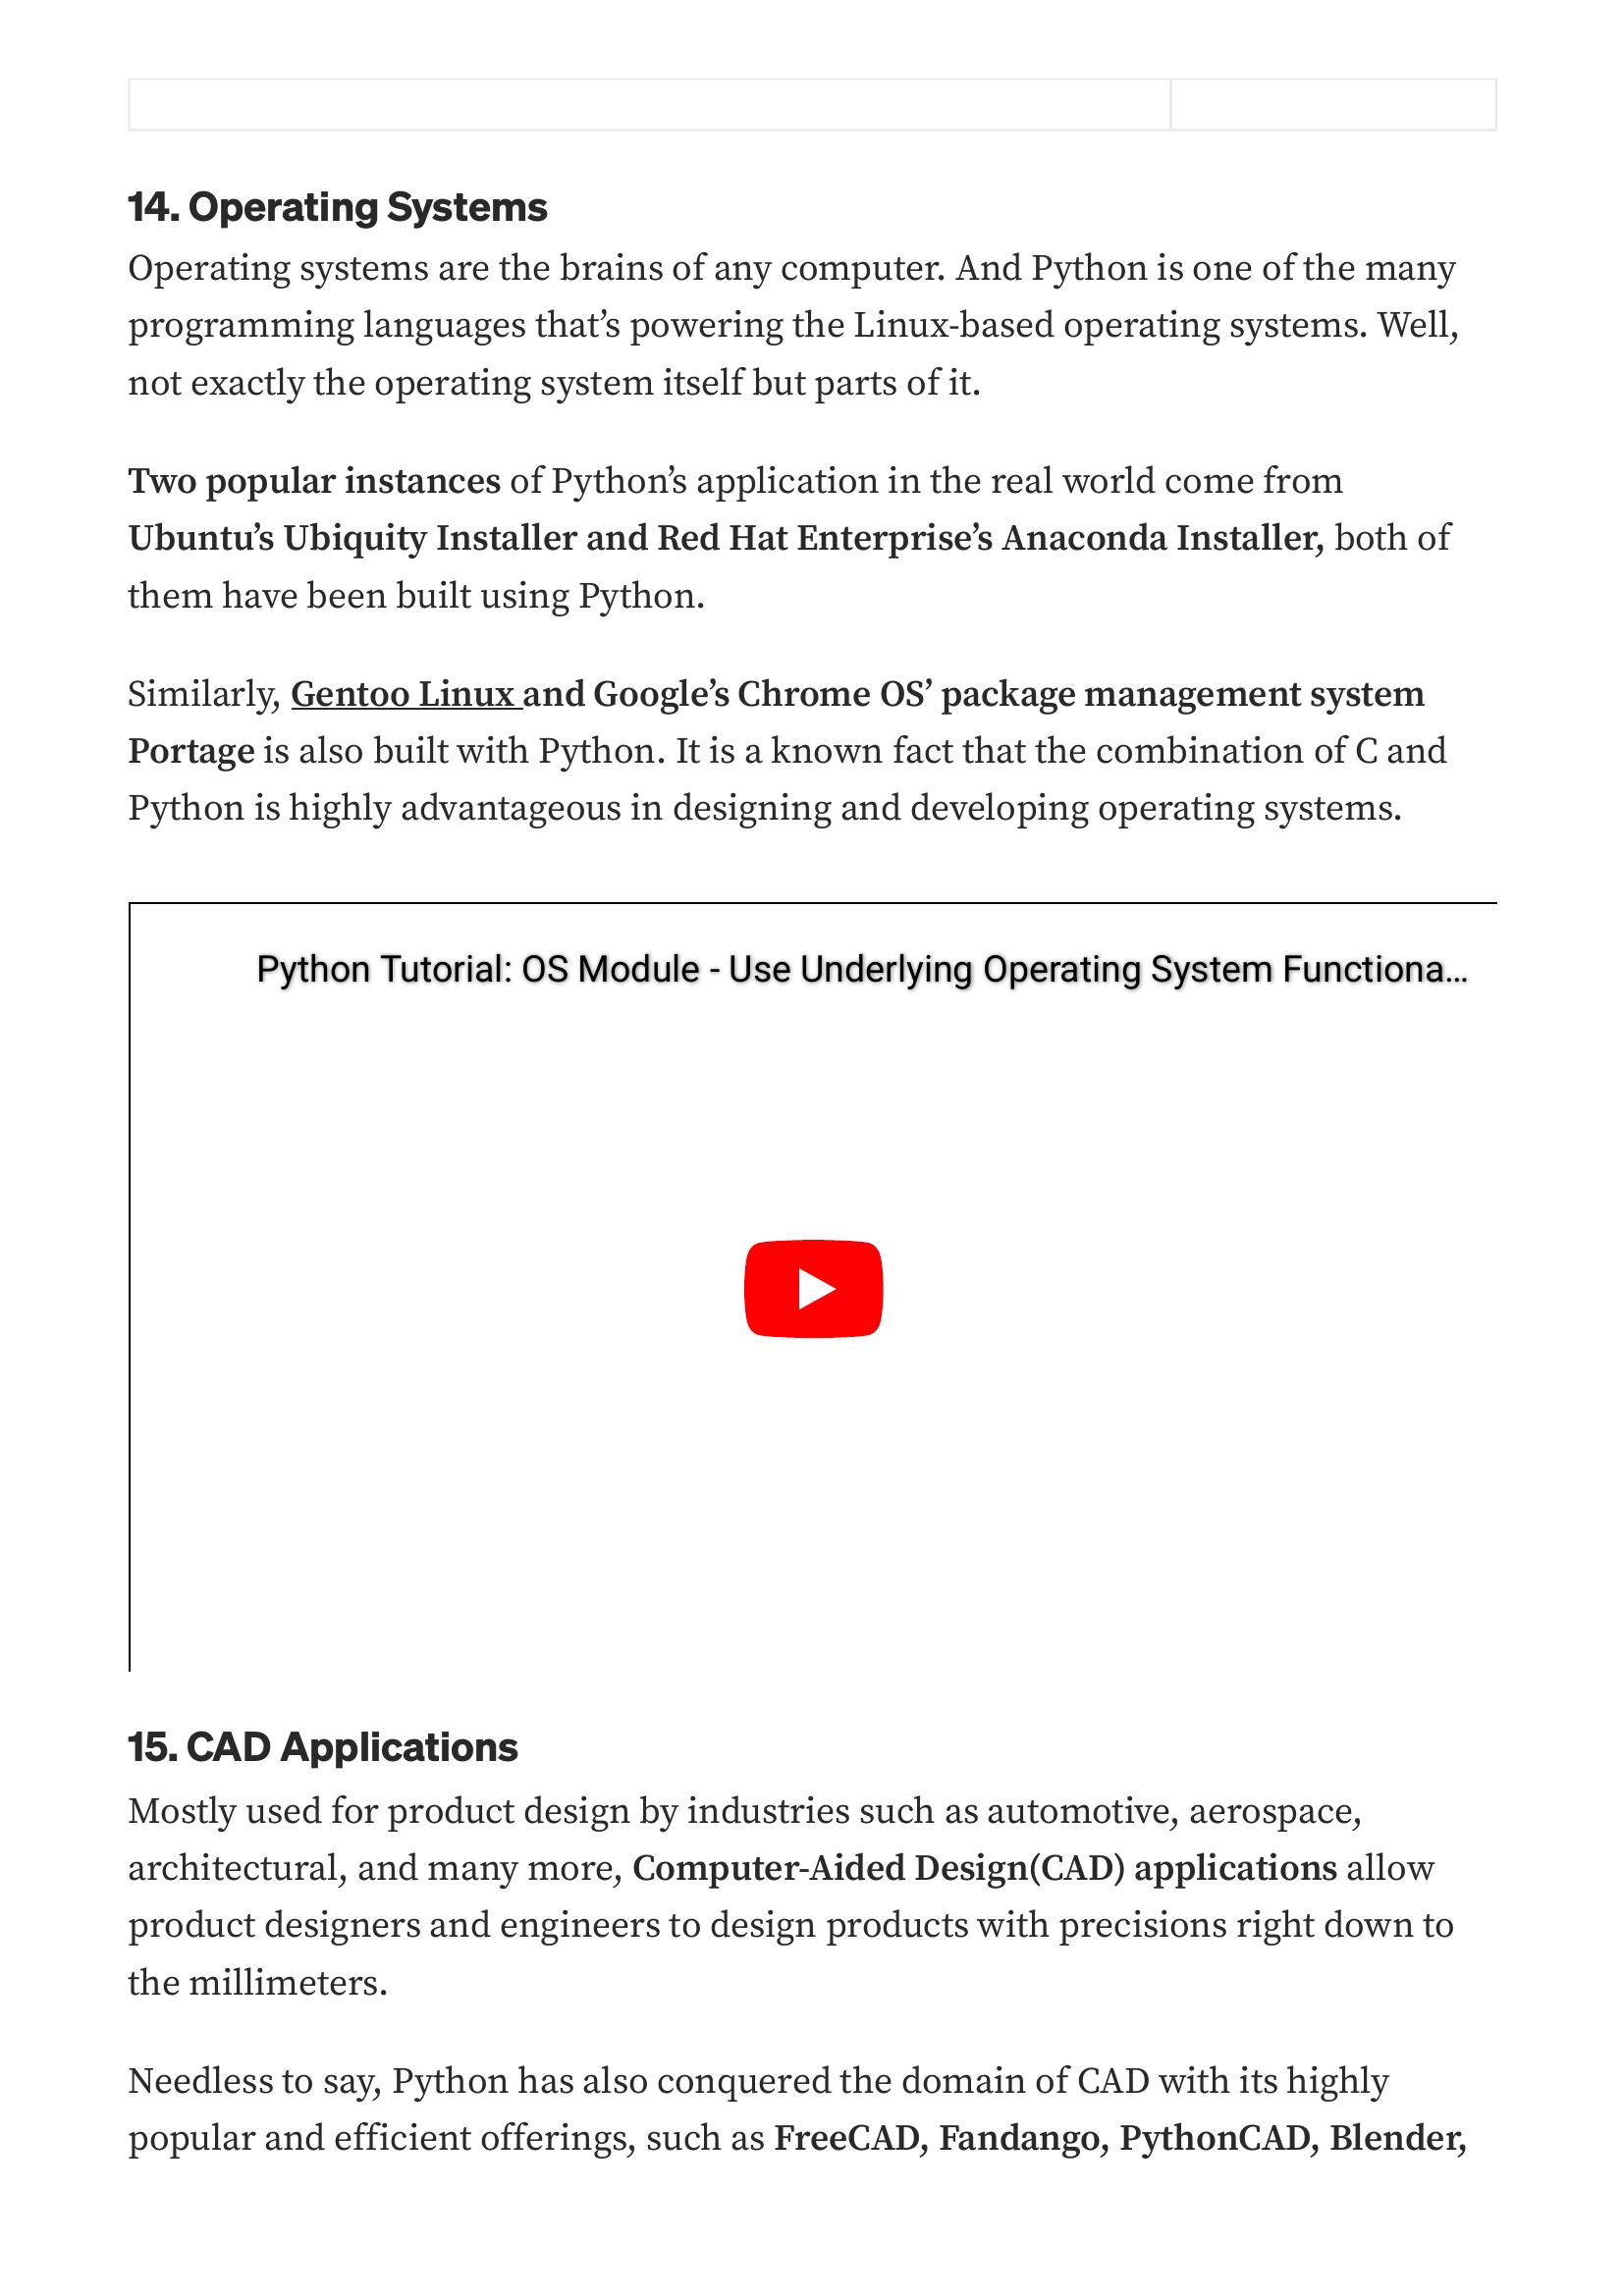 14. Operating Systems
Operating systems are the brains of any computer. And Python is one of the many
programming languages that’s powering the Linux-based operating systems. Well,
not exactly the operating system itself but parts of it.
Two popular instances of Python’s application in the real world come from
Ubuntu’s Ubiquity Installer and Red Hat Enterprise’s Anaconda Installer, both of
them have been built using Python.
Similarly, Gentoo Linux and Google’s Chrome OS’ package management system
Portage is also built with Python. It is a known fact that the combination of C and
Python is highly advantageous in designing and developing operating systems.
Python Tutorial: OS Module - Use Underlying Operating System Functiona...
15. CAD Applications
Mostly used for product design by industries such as automotive, aerospace,
architectural, and many more, Computer-Aided Design(CAD) applications allow
product designers and engineers to design products with precisions right down to
the millimeters.
Needless to say, Python has also conquered the domain of CAD with its highly
popular and efficient offerings, such as FreeCAD, Fandango, PythonCAD, Blender,